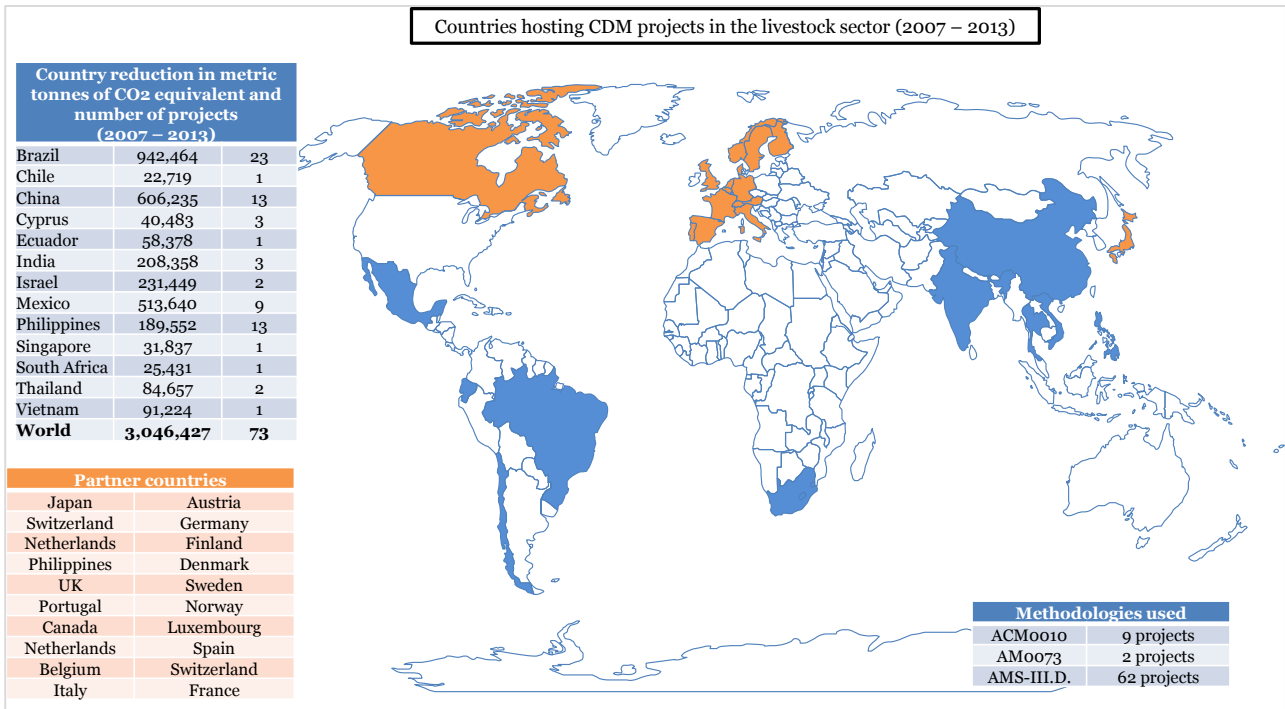 Countries hosting CDM projects in the livestock sector (2007 – 2013)
Country reduction in metric
tonnes of CO2 equivalent and
number of projects
(2007 – 2013)
Brazil 942,464 23
Chile 22,719 1
China 606,235 13
Cyprus 40,483 3
Ecuador 58,378 1
India 208,358 3
Israel 231,449 2
Mexico 513,640 9
Philippines 189,552 13
Singapore 31,837 1
South Africa 25,431 1
Thailand 84,657 2
Vietnam 91,224 1
World 3,046,427 73
Partner countries
Japan Austria
Switzerland Germany
Netherlands Finland
Philippines Denmark
UK Sweden
Portugal Norway
Canada Luxembourg
Netherlands Spain
Belgium Switzerland
Italy France
Methodologies used
ACM0010 9 projects
AM0073 2 projects
AMS-III.D. 62 projects